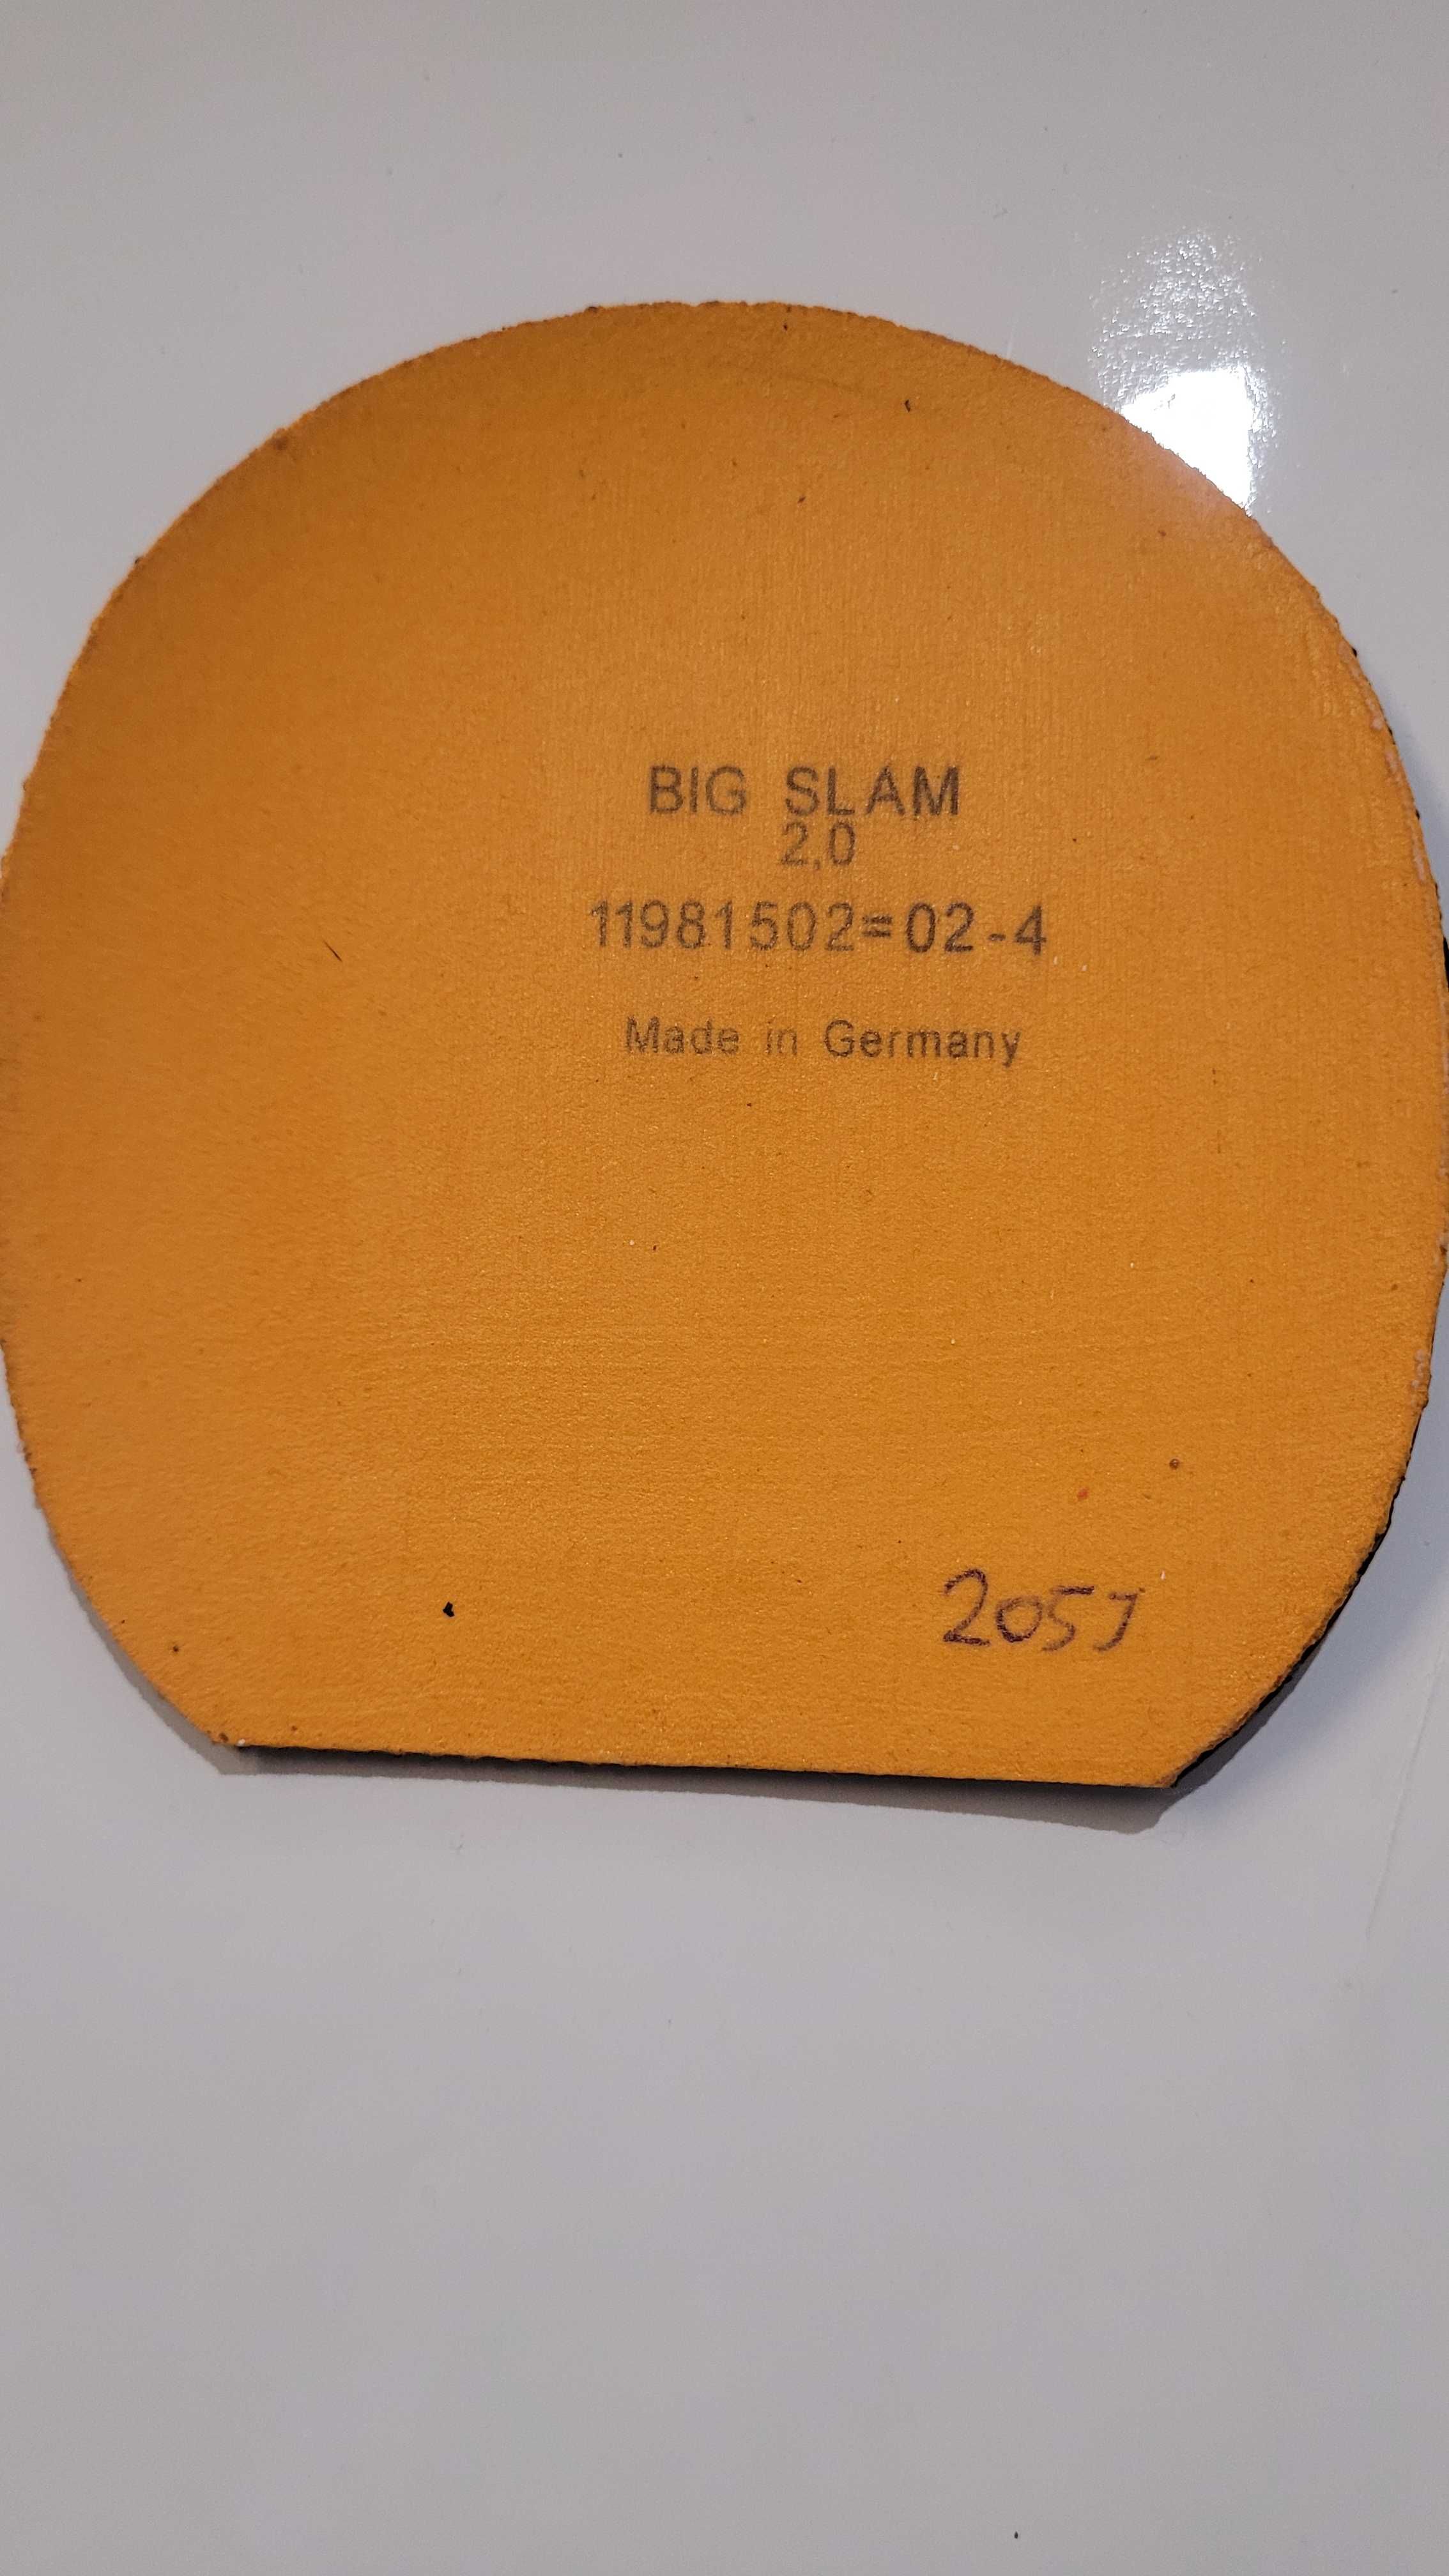 BIG SLAM
2,0
11981502=02-4
Made in Germany
205J